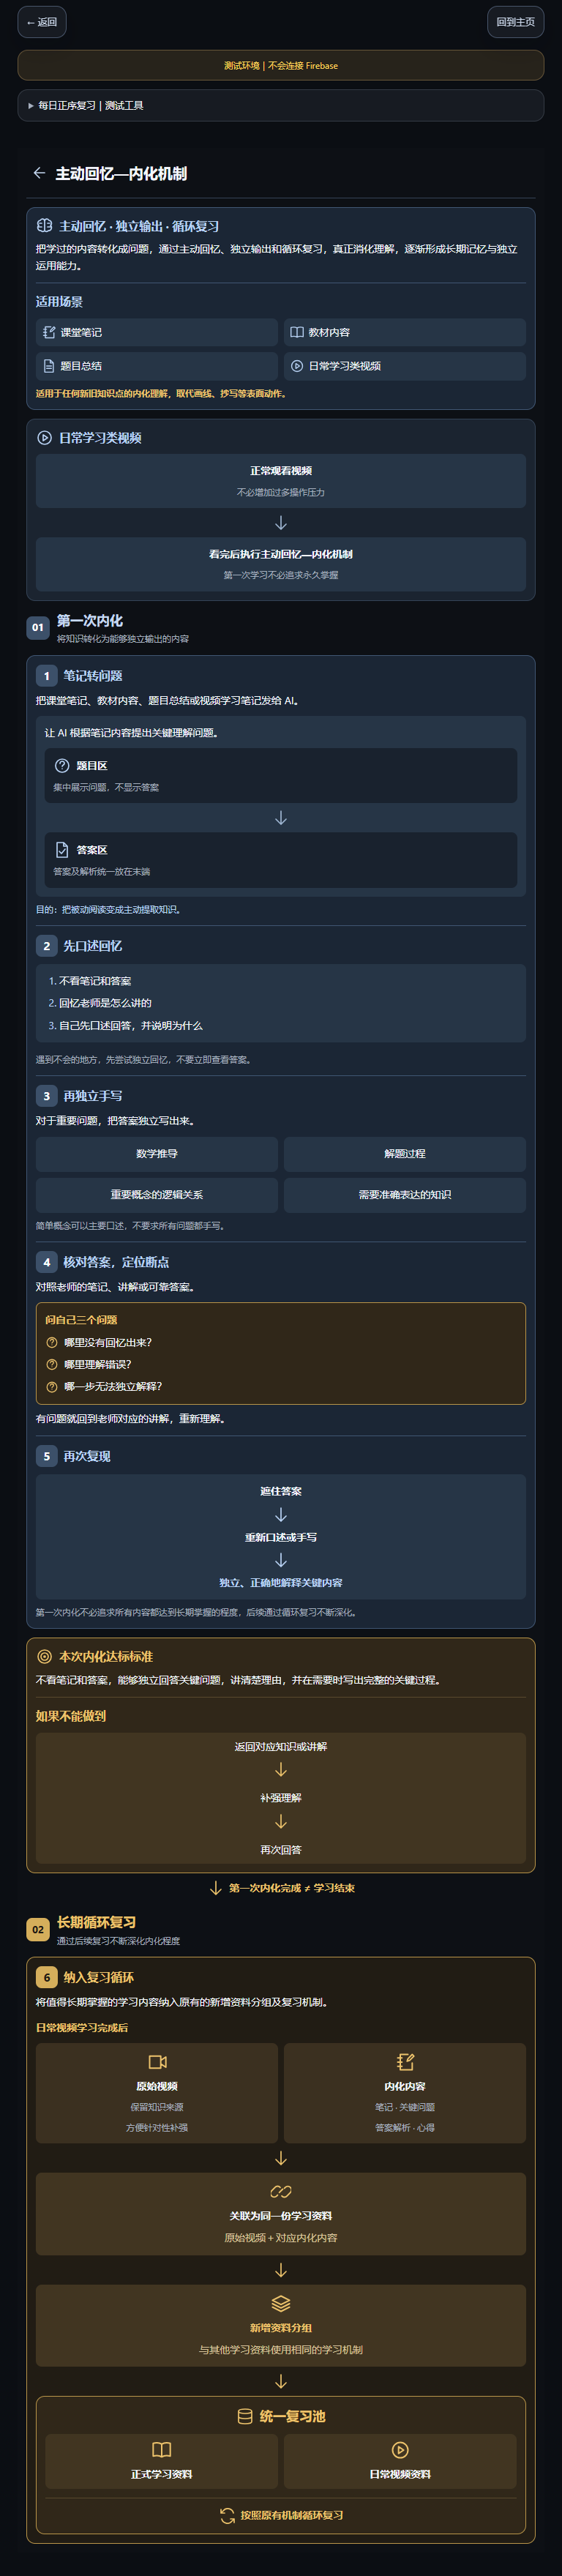 ← 返回
回到主页
测试环境 | 不会连接 Firebase
▶ 每日正序复习 | 测试工具
← 主动回忆—内化机制
主动回忆 · 独立输出 · 循环复习
把学过的内容转化成问题，通过主动回忆、独立输出和循环复习，真正消化理解，逐渐形成长期记忆与独立
运用能力。
适用场景
课堂笔记
教材内容
题目总结
日常学习类视频
适用于任何新旧知识点的内化理解，取代画线、抄写等表面动作。
日常学习类视频
正常观看视频
不必增加过多操作压力
↓
看完后执行主动回忆—内化机制
第一次学习不必追求永久掌握
01
第一次内化
将知识转化为能够独立输出的内容
1 笔记转问题
把课堂笔记、教材内容、题目总结或视频学习笔记发给 AI。
让 AI 根据笔记内容提出关键理解问题。
题目区
集中展示问题，不显示答案
↓
答案区
答案及解析统一放在末端
目的：把被动阅读变成主动提取知识。
2 先口述回忆
1. 不看笔记和答案
2. 回忆老师是怎么讲的
3. 自己先口述回答，并说明为什么
遇到不会的地方，先尝试独立回忆，不要立即查看答案。
3 再独立手写
对于重要问题，把答案独立写出来。
数学推导
解题过程
重要概念的逻辑关系
需要准确表达的知识
简单概念可以主要口述，不要求所有问题都手写。
4 核对答案，定位断点
对照老师的笔记、讲解或可靠答案。
问自己三个问题
哪里没有回忆出来？
哪里理解错误？
哪一步无法独立解释？
有问题就回到老师对应的讲解，重新理解。
5 再次复现
遮住答案
↓
重新口述或手写
↓
独立、正确地解释关键内容
第一次内化不必追求所有内容都达到长期掌握的程度，后续通过循环复习不断深化。
本次内化达标标准
不看笔记和答案，能够独立回答关键问题，讲清楚理由，并在需要时写出完整的关键过程。
如果不能做到
返回对应知识或讲解
↓
补强理解
↓
再次回答
↓ 第一次内化完成 ≠ 学习结束
02
长期循环复习
通过后续复习不断深化内化程度
6 纳入复习循环
将值得长期掌握的学习内容纳入原有的新增资料分组及复习机制。
日常视频学习完成后
原始视频
保留知识来源
方便针对性补强
内化内容
笔记 · 关键问题
答案解析 · 心得
↓
关联为同一份学习资料
原始视频 + 对应内化内容
↓
新增资料分组
与其他学习资料使用相同的学习机制
↓
统一复习池
正式学习资料
日常视频资料
按照原有机制循环复习